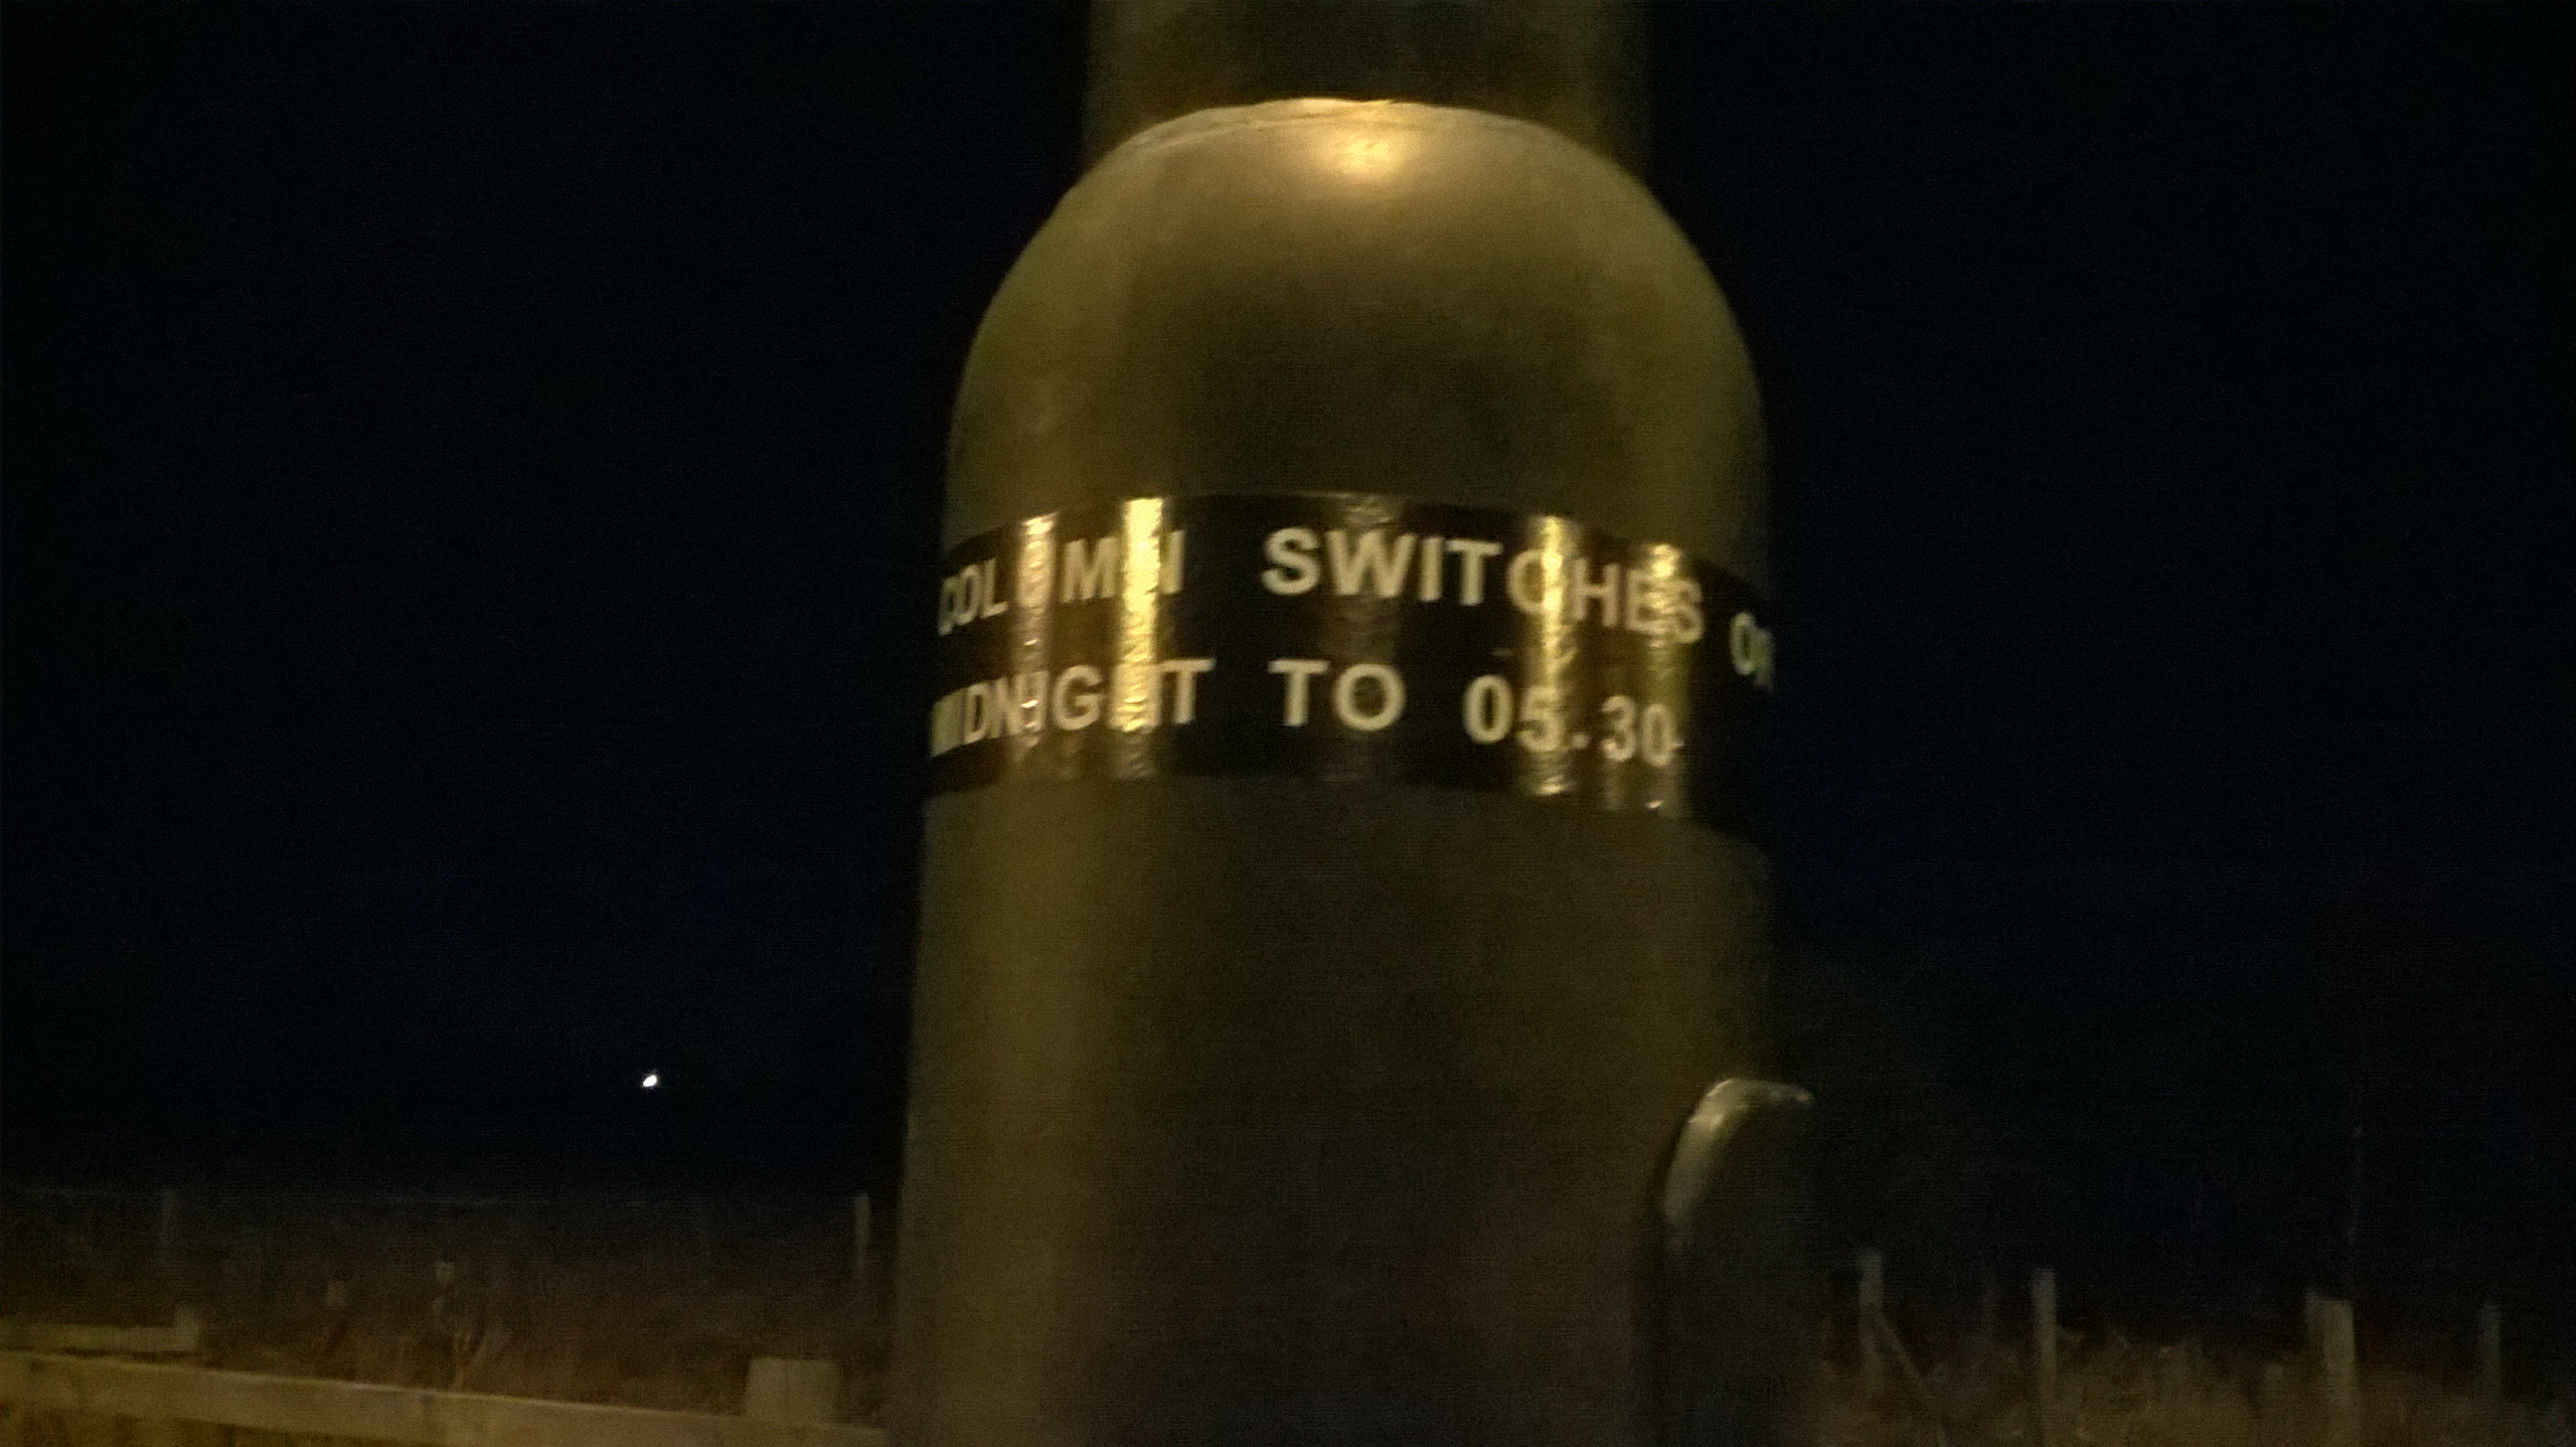 COLUMN SWITCHES
MIDNIGHT TO 05.30